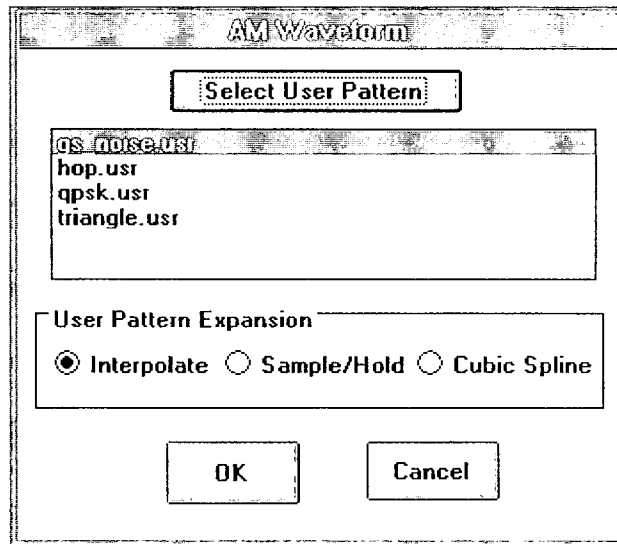 AM Waveform
Select User Pattern
gs_noise.usr
hop.usr
qpsk.usr
triangle.usr
User Pattern Expansion
Interpolate Sample/Hold Cubic Spline
OK Cancel